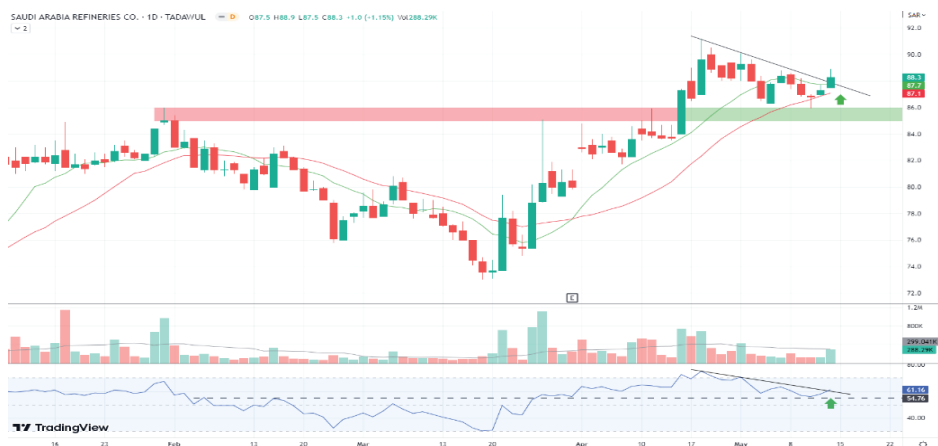 SAUDI ARABIA REFINERIES CO. · 1D · TADAWUL D O87.5 H88.9 L87.5 C88.3 +1.0 (-1.15%) Vol288.29K
2
SAR
92.0
90.0
88.3
87.7
87.1
86.0
84.0
82.0
80.0
78.0
76.0
74.0
72.0
E
1.2M
800K
299.041K
288.29K
80.00
61.16
54.76
40.00
TradingView
16 23 Feb 13 20 Mar 13 20 Apr 10 17 May 8 15 22